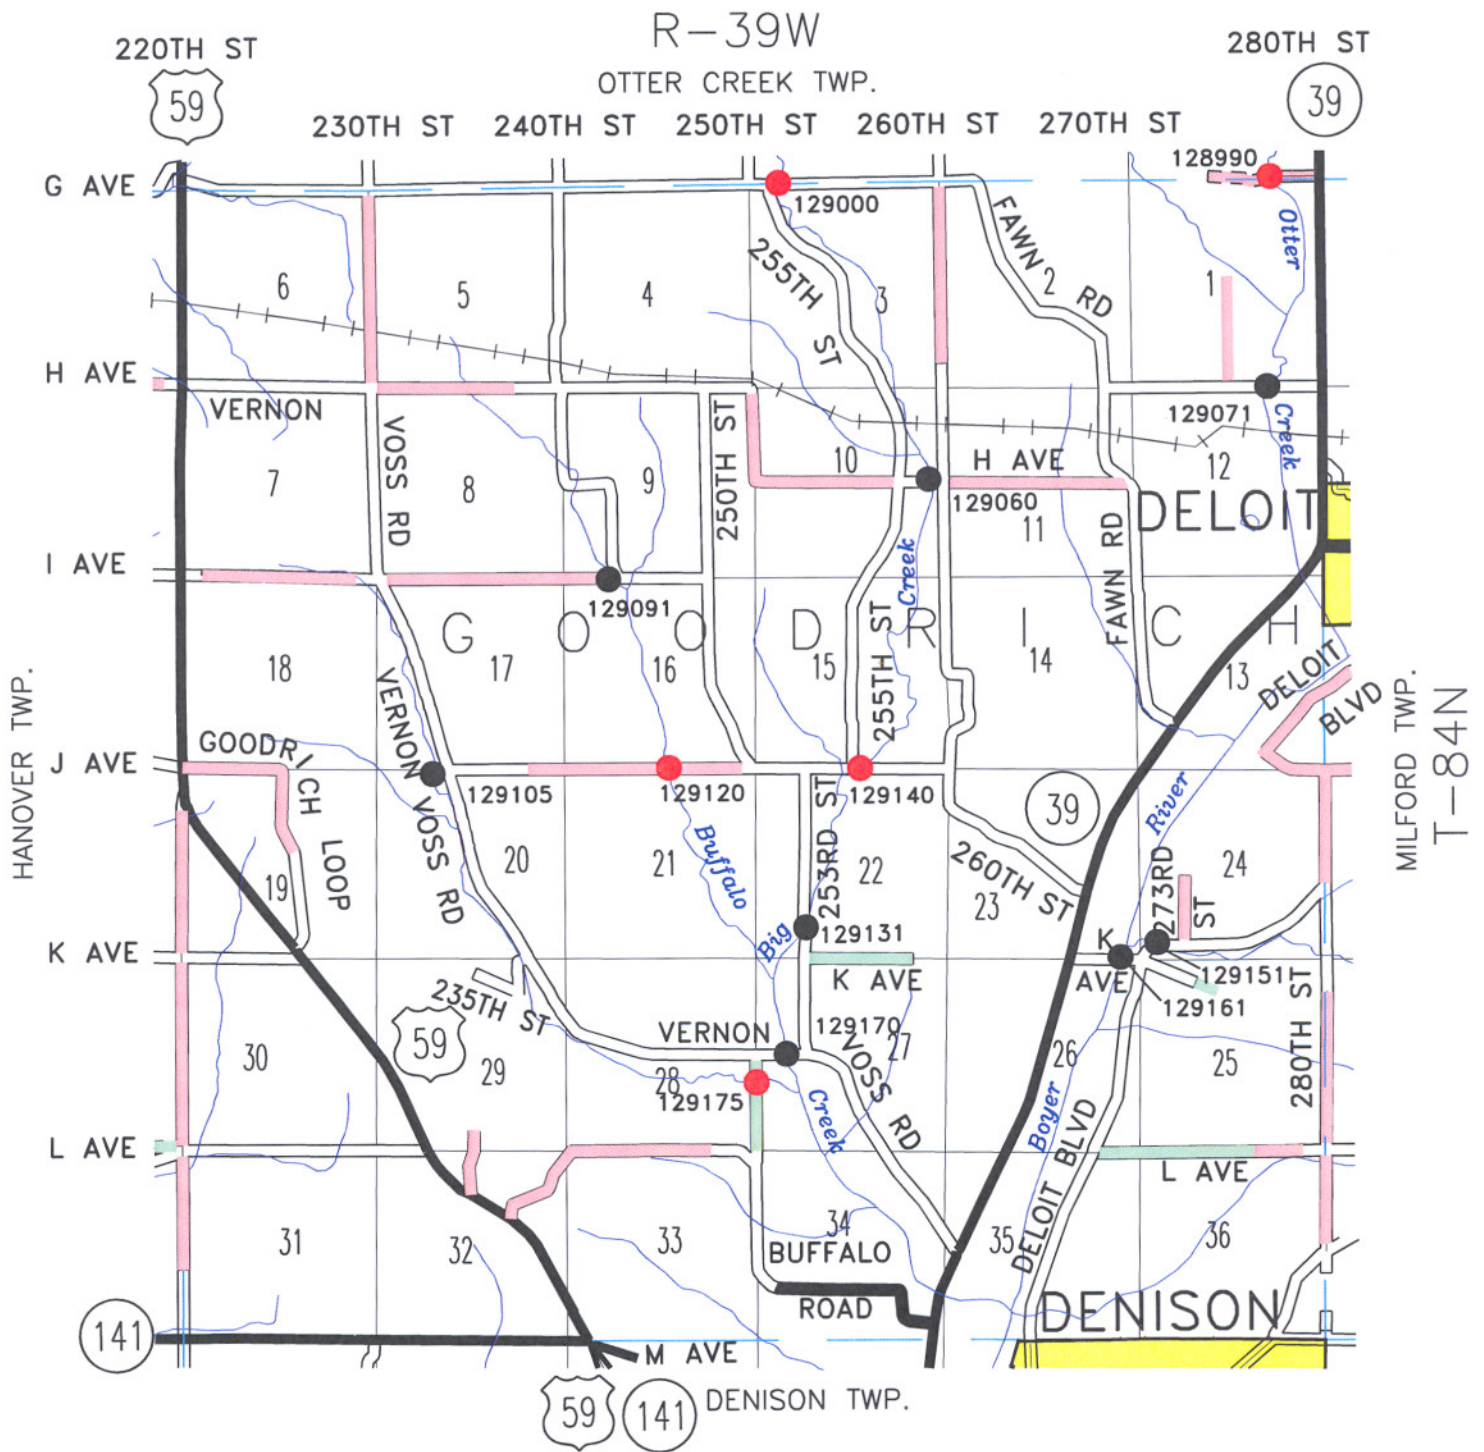 R-39W
220TH ST
280TH ST
59
OTTER CREEK TWP.
39
230TH ST
240TH ST
250TH ST
260TH ST
270TH ST
128990
G AVE
129000
FAWN
RD
Otter
255TH
ST
6
5
4
3
2
1
H AVE
VERNON
VOSS RD
250TH ST
129071
Creek
7
8
9
10
H AVE
12
129060
11
DELOIT
I AVE
129091
Creek
FAWN RD
GOODRICH
18
17
16
15
14
13
HANOVER TWP.
VERNON
255TH ST
DELOIT
BLVD
MILFORD TWP.
T-84N
J AVE
GOODRICH
LOOP
129105
129120
129140
39
River
VOSS RD
Buffalo
253RD ST
260TH ST
273RD
ST
19
20
21
22
23
24
Big
129131
K AVE
K AVE
K
AVE
129151
129161
235TH ST
VERNON
129170
VOSS RD
280TH ST
59
30
29
28
27
26
25
129175
Creek
Boyer
L AVE
DELOIT BLVD
L AVE
31
32
33
34
35
36
BUFFALO
ROAD
DENISON
141
M AVE
59
141
DENISON TWP.